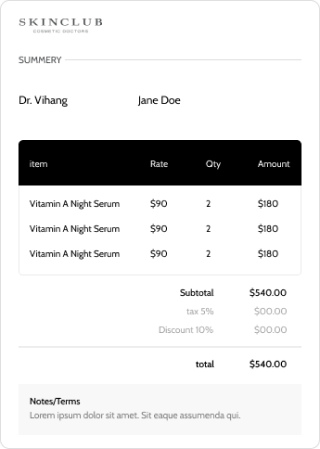 SKINCLUB
COSMETIC DOCTORS
SUMMERY
Dr. Vihang Jane Doe
item Rate Qty Amount
Vitamin A Night Serum $90 2 $180
Vitamin A Night Serum $90 2 $180
Vitamin A Night Serum $90 2 $180
Subtotal $540.00
tax 5% $00.00
Discount 10% $00.00
total $540.00
Notes/Terms
Lorem ipsum dolor sit amet. Sit eaque assumenda qui.